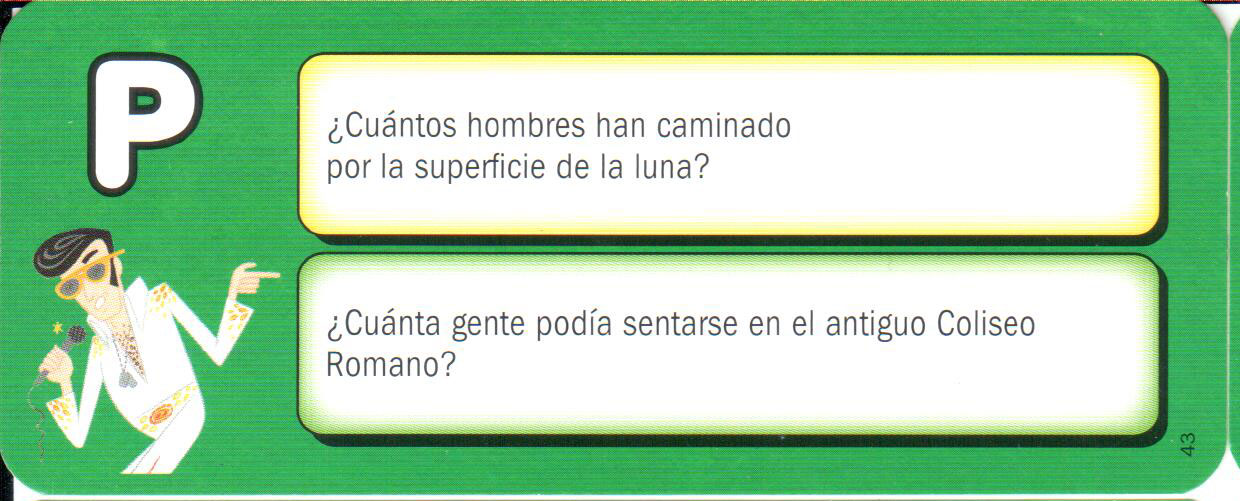 P
¿Cuántos hombres han caminado
por la superficie de la luna?
¿Cuánta gente podía sentarse en el antiguo Coliseo
Romano?
43